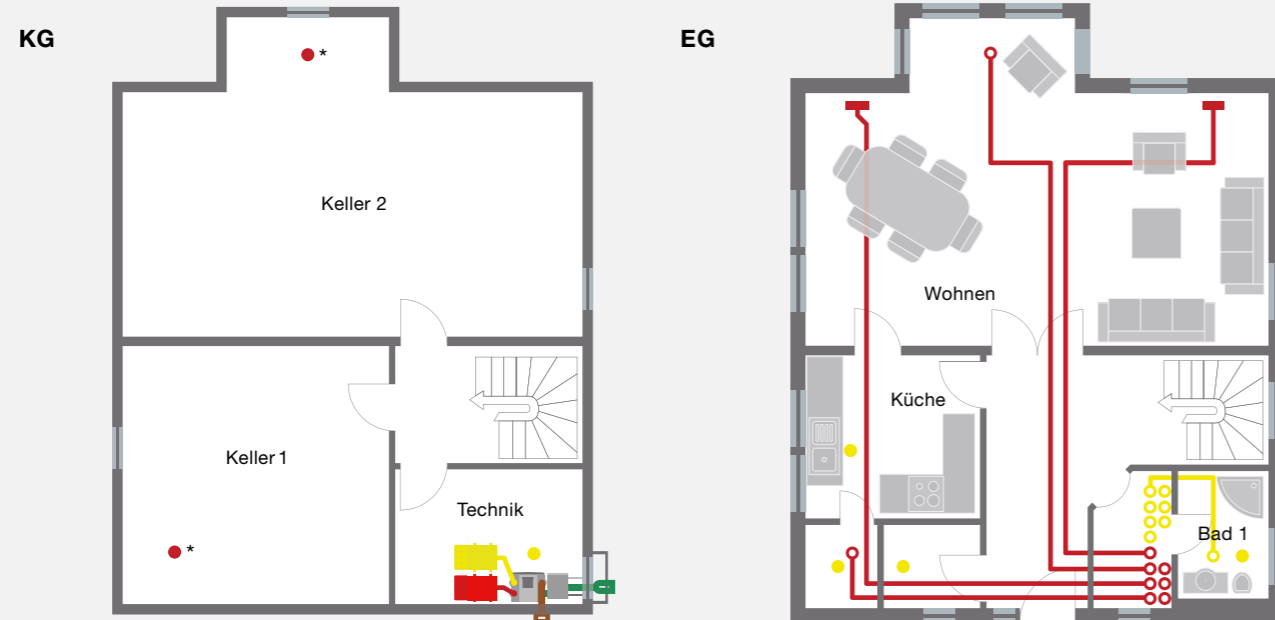 KG
*
Keller 2
Keller 1
*
Technik
EG
Wohnen
Küche
Bad 1